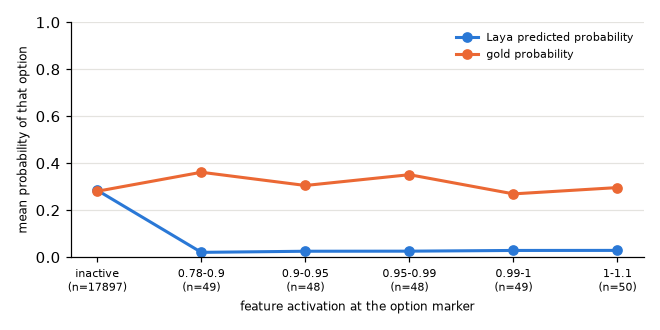 Laya predicted probability
gold probability
mean probability of that option
1.0
0.8
0.6
0.4
0.2
0.0
inactive 0.78-0.9 0.9-0.95 0.95-0.99 0.99-1 1-1.1
(n=17897) (n=49) (n=48) (n=48) (n=49) (n=50)
feature activation at the option marker